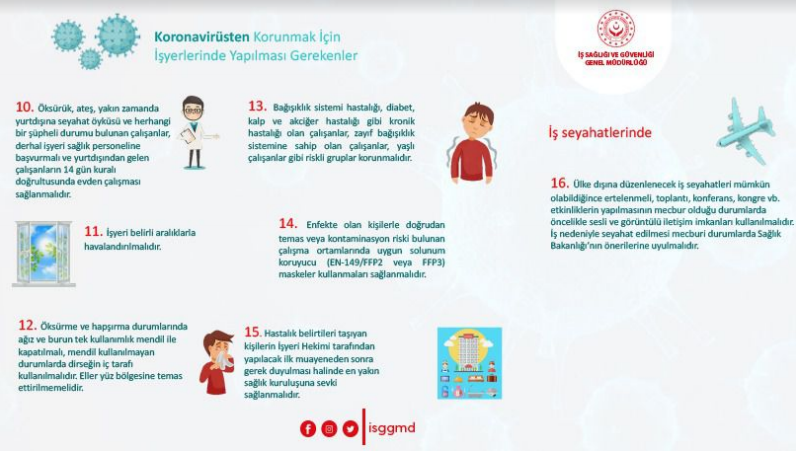 Koronavirüsten Korunmak İçin
İşyerlerinde Yapılması Gerekenler
İŞ SAĞLIĞI VE GÜVENLİĞİ
GENEL MÜDÜRLÜĞÜ
10. Öksürük, ateş, yakın zamanda
yurtdışına seyahat öyküsü ve herhangi
bir şüpheli durumu bulunan çalışanlar,
derhal işyeri sağlık personeline
başvurmalı ve yurtdışından gelen
çalışanların 14 gün kuralı
doğrultusunda evden çalışması
sağlanmalıdır.
11. İşyeri belirli aralıklarla
havalandırılmalıdır.
12. Öksürme ve hapşırma durumlarında
ağız ve burun tek kullanımlık mendil ile
kapatılmalı, mendil kullanılmayan
durumlarda dirseğin iç tarafı
kullanılmalıdır. Eller yüz bölgesine temas
ettirilmemelidir.
13. Bağışıklık sistemi hastalığı, diabet,
kalp ve akciğer hastalığı gibi kronik
hastalığı olan çalışanlar, zayıf bağışıklık
sistemine sahip olan çalışanlar, yaşlı
çalışanlar gibi riskli gruplar korunmalıdır.
14. Enfekte olan kişilerle doğrudan
temas veya kontaminasyon riski bulunan
çalışma ortamlarında uygun solunum
koruyucu (EN-149/FFP2 veya FFP3)
maskeler kullanmaları sağlanmalıdır.
15. Hastalık belirtileri taşıyan
kişilerin İşyeri Hekimi tarafından
yapılacak ilk muayeneden sonra
gerek duyulması halinde en yakın
sağlık kuruluşuna sevki
sağlanmalıdır.
İş seyahatlerinde
16. Ülke dışına düzenlenecek iş seyahatleri mümkün
olabildiğince ertelenmeli, toplantı, konferans, kongre vb.
etkinliklerin yapılmasının mecbur olduğu durumlarda
öncelikle sesli ve görüntülü iletişim imkanları kullanılmalıdır.
İş nedeniyle seyahat edilmesi mecburi durumlarda Sağlık
Bakanlığı'nın önerilerine uyulmalıdır.
isggmd